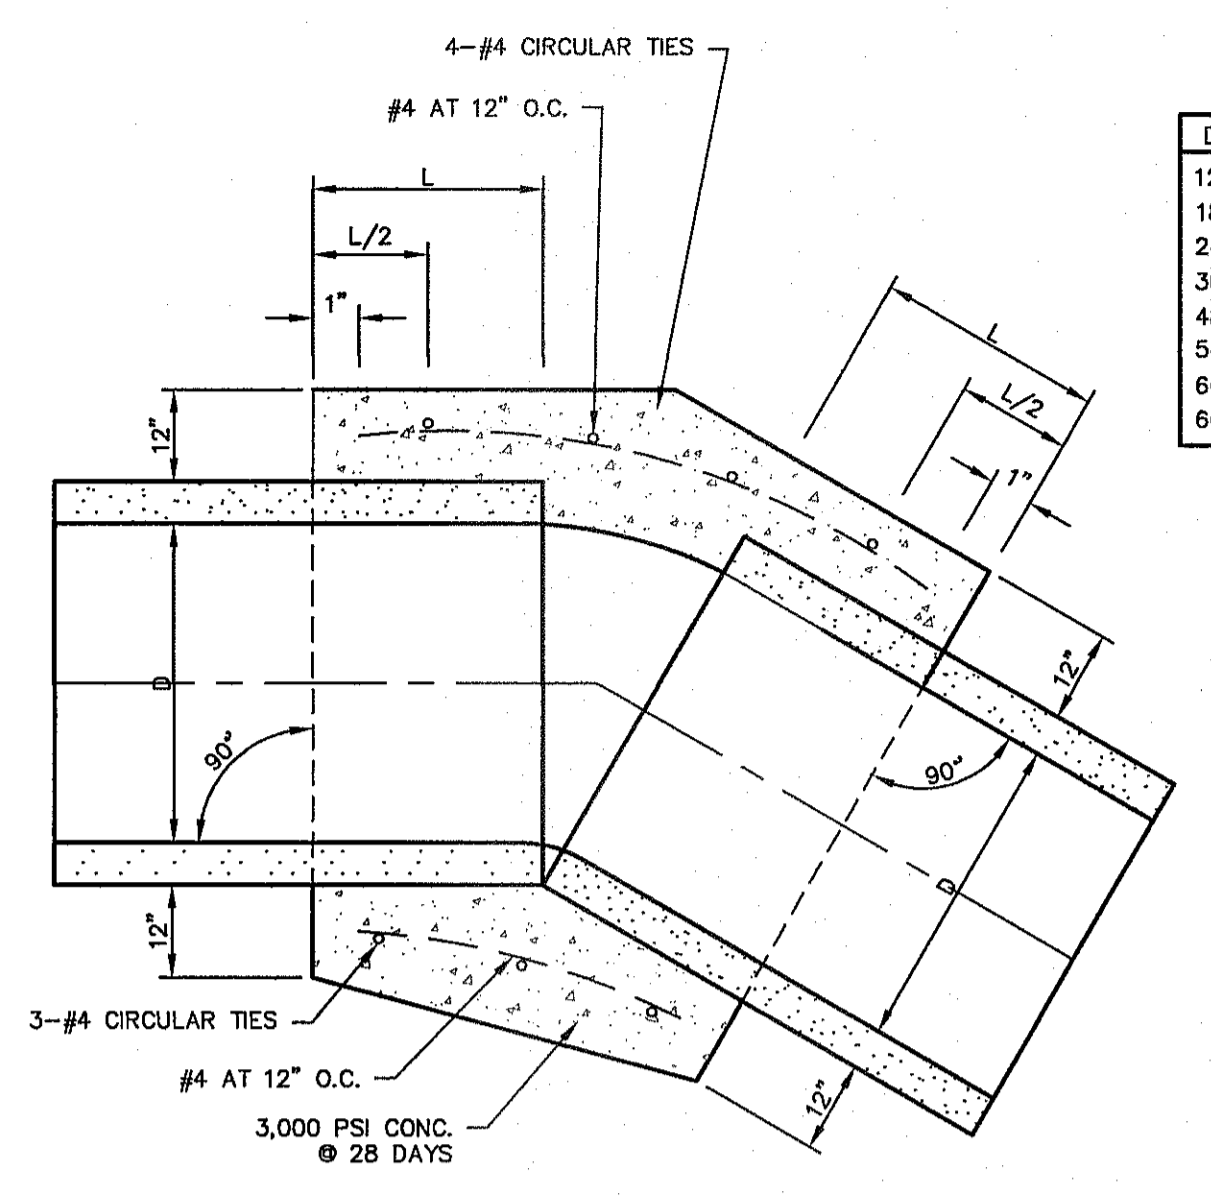 4-#4 CIRCULAR TIES
#4 AT 12" O.C.
L
L/2
1"
12"
L
L/2
1"
12"
D
90°
90°
D
12"
12"
3-#4 CIRCULAR TIES
#4 AT 12" O.C.
3,000 PSI CONC.
@ 28 DAYS